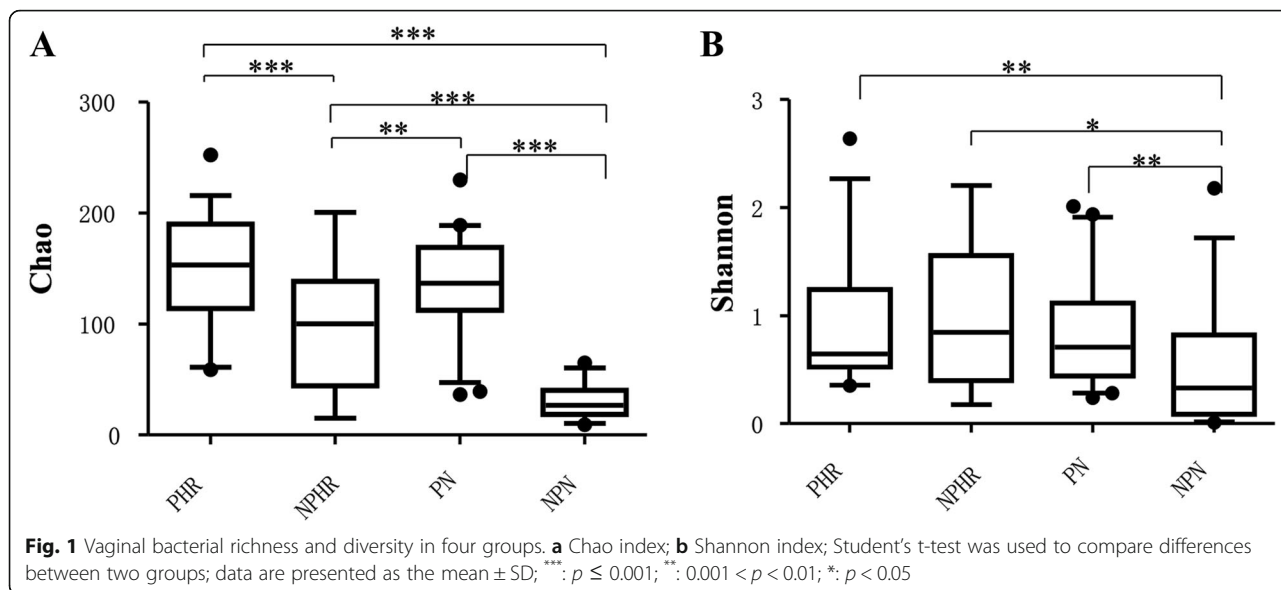 A
***
***
***
**
***
300
200
100
0
Chao
PHR
NPHR
PN
NPN
B
**
*
**
3
2
1
0
Shannon
PHR
NPHR
PN
NPN
Fig. 1 Vaginal bacterial richness and diversity in four groups. a Chao index; b Shannon index; Student’s t-test was used to compare differences
between two groups; data are presented as the mean ± SD; ***: p ≤ 0.001; **: 0.001 < p < 0.01; *: p < 0.05